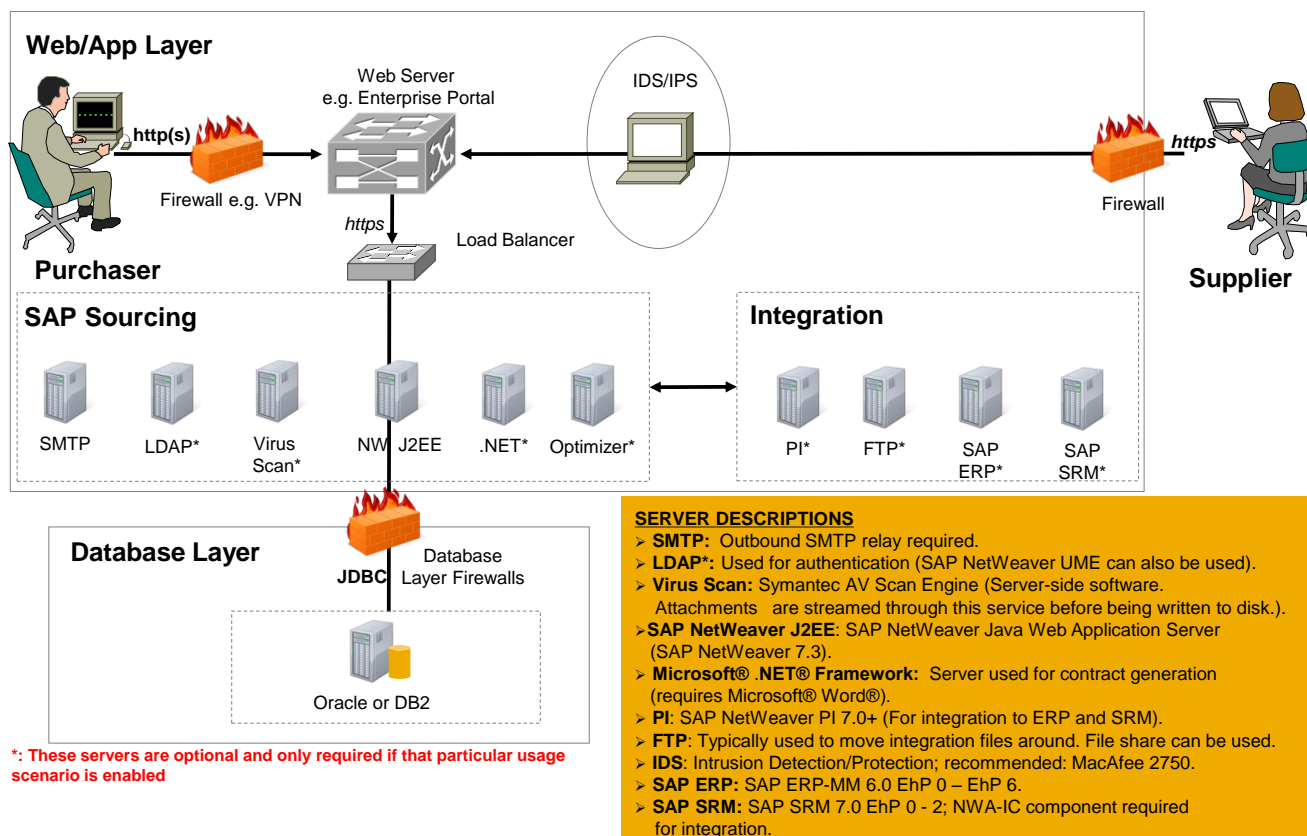 Web/App Layer
Web Server
e.g. Enterprise Portal
IDS/IPS
http(s)
https
Firewall e.g. VPN
Firewall
https
Load Balancer
Purchaser
Supplier
SAP Sourcing
Integration
SMTP
LDAP*
Virus
Scan*
NW J2EE
.NET*
Optimizer*
PI*
FTP*
SAP
ERP*
SAP
SRM*
Database Layer
Database
Layer Firewalls
JDBC
Oracle or DB2
*: These servers are optional and only required if that particular usage
scenario is enabled
SERVER DESCRIPTIONS
➢ SMTP: Outbound SMTP relay required.
➢ LDAP*: Used for authentication (SAP NetWeaver UME can also be used).
➢ Virus Scan: Symantec AV Scan Engine (Server-side software.
Attachments are streamed through this service before being written to disk.).
➢SAP NetWeaver J2EE: SAP NetWeaver Java Web Application Server
(SAP NetWeaver 7.3).
➢ Microsoft® .NET® Framework: Server used for contract generation
(requires Microsoft® Word®).
➢ PI: SAP NetWeaver PI 7.0+ (For integration to ERP and SRM).
➢ FTP: Typically used to move integration files around. File share can be used.
➢ IDS: Intrusion Detection/Protection; recommended: MacAfee 2750.
➢ SAP ERP: SAP ERP-MM 6.0 EhP 0 – EhP 6.
➢ SAP SRM: SAP SRM 7.0 EhP 0 - 2; NWA-IC component required
for integration.